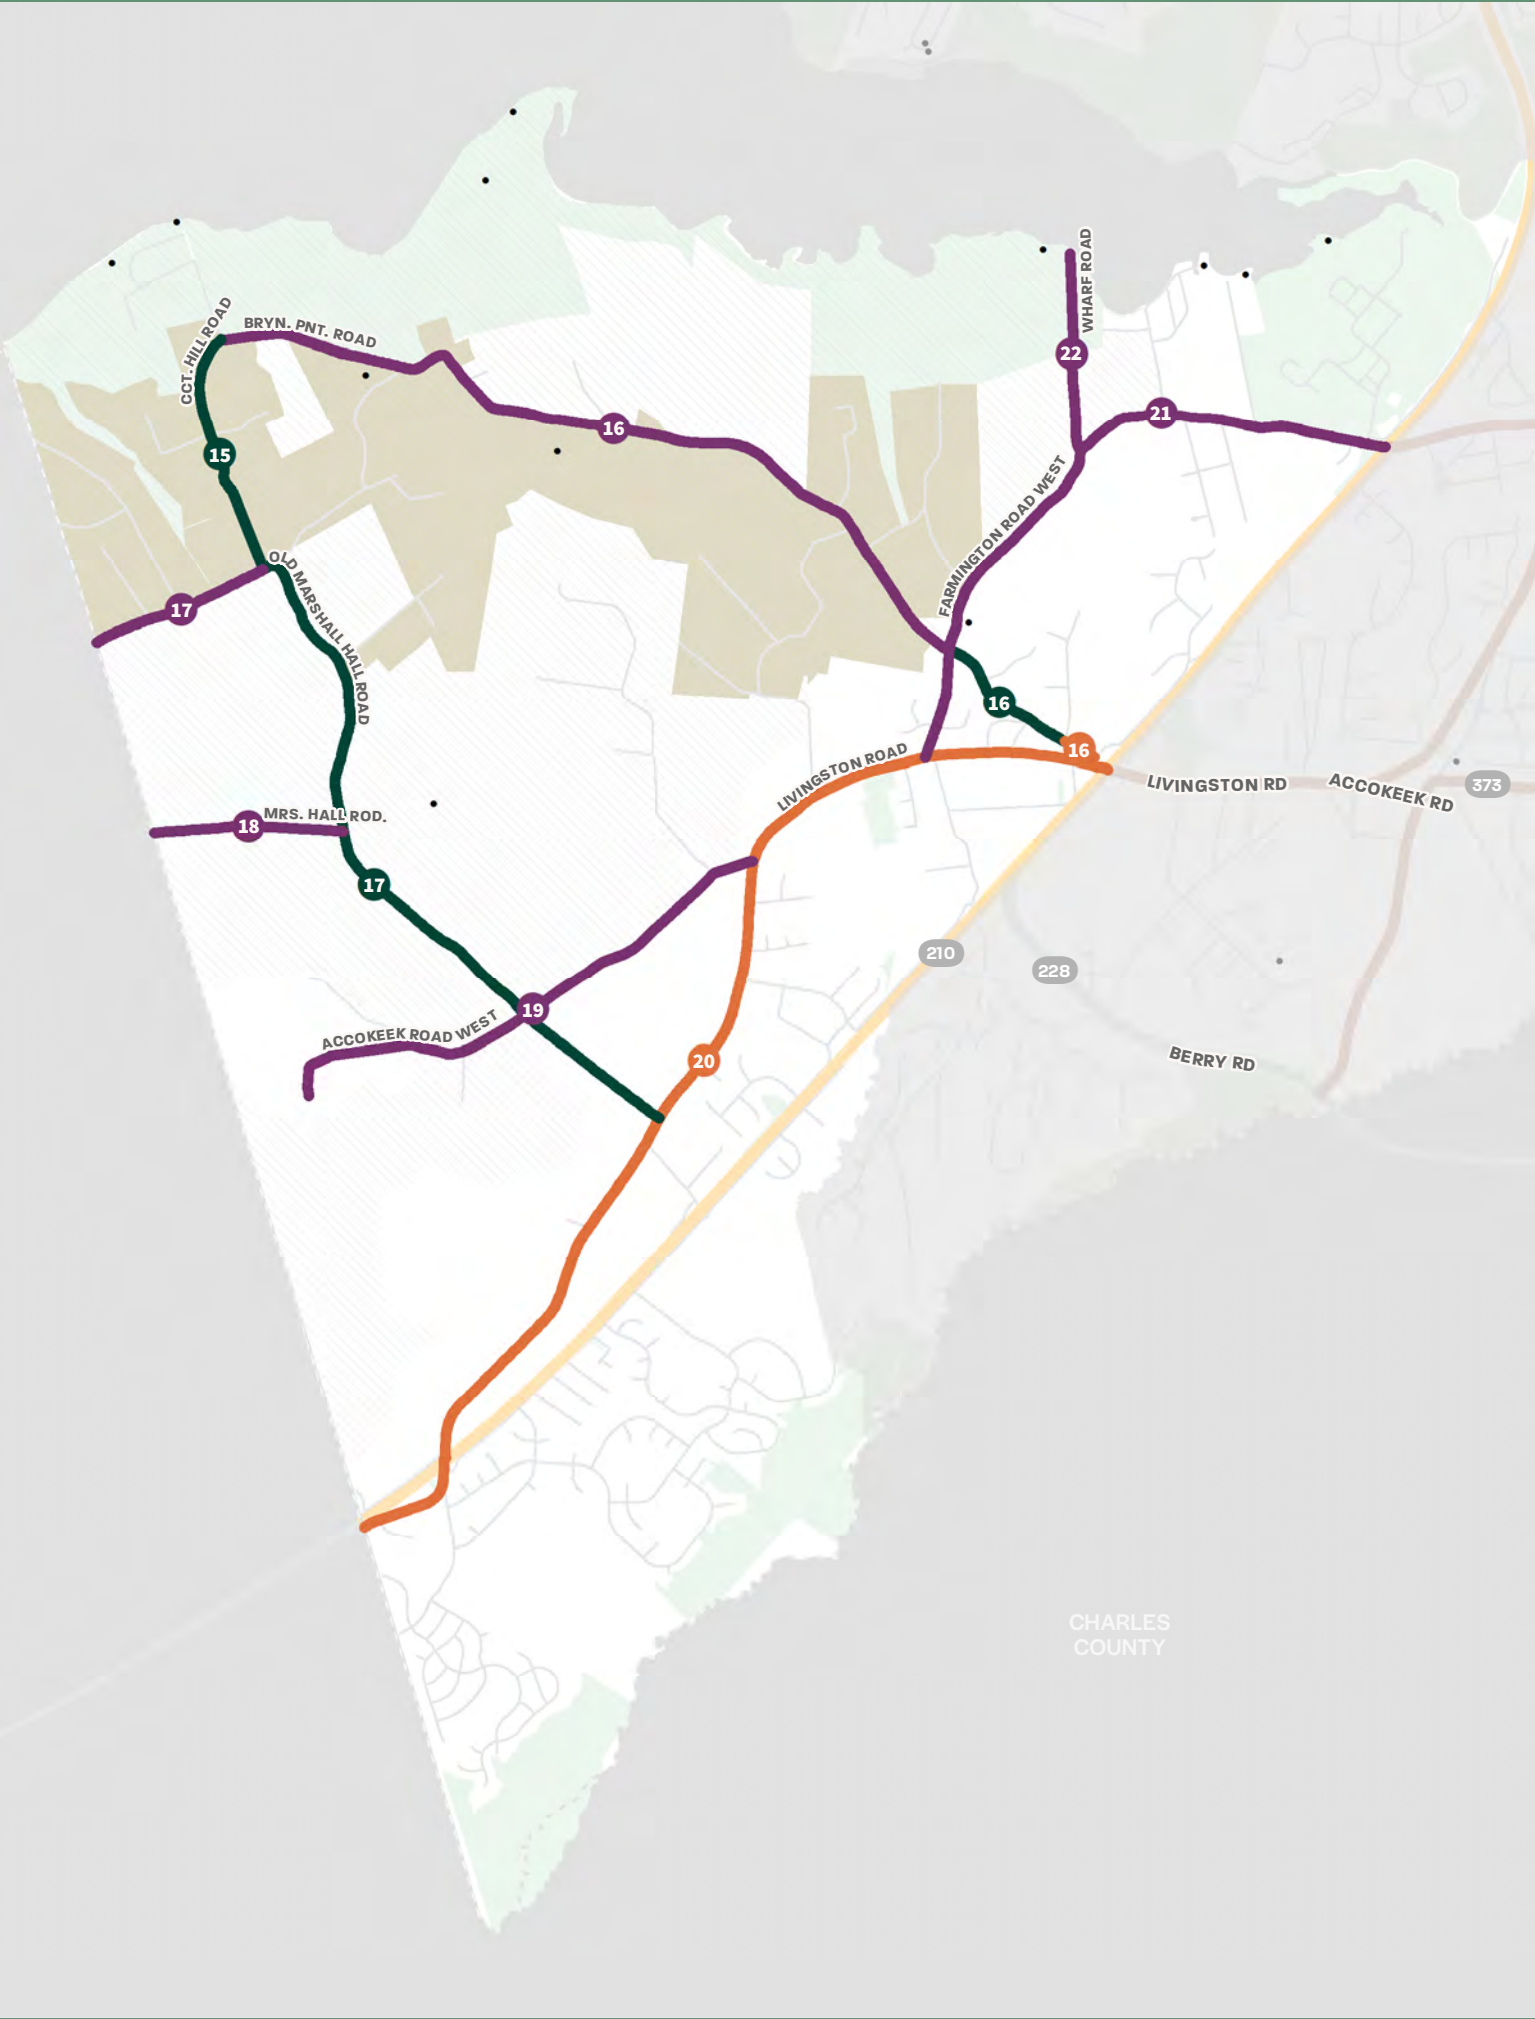 WHARF ROAD
CCT. HILL ROAD
BRYN. PNT. ROAD
22
21
16
15
FARMINGTON ROAD WEST
OLD MARSHALL HALL ROAD
17
16
16
LIVINGSTON ROAD
LIVINGSTON RD
ACCOKEEK RD
373
MRS. HALL ROD.
18
17
210
228
19
ACCOKEEK ROAD WEST
20
BERRY RD
CHARLES
COUNTY